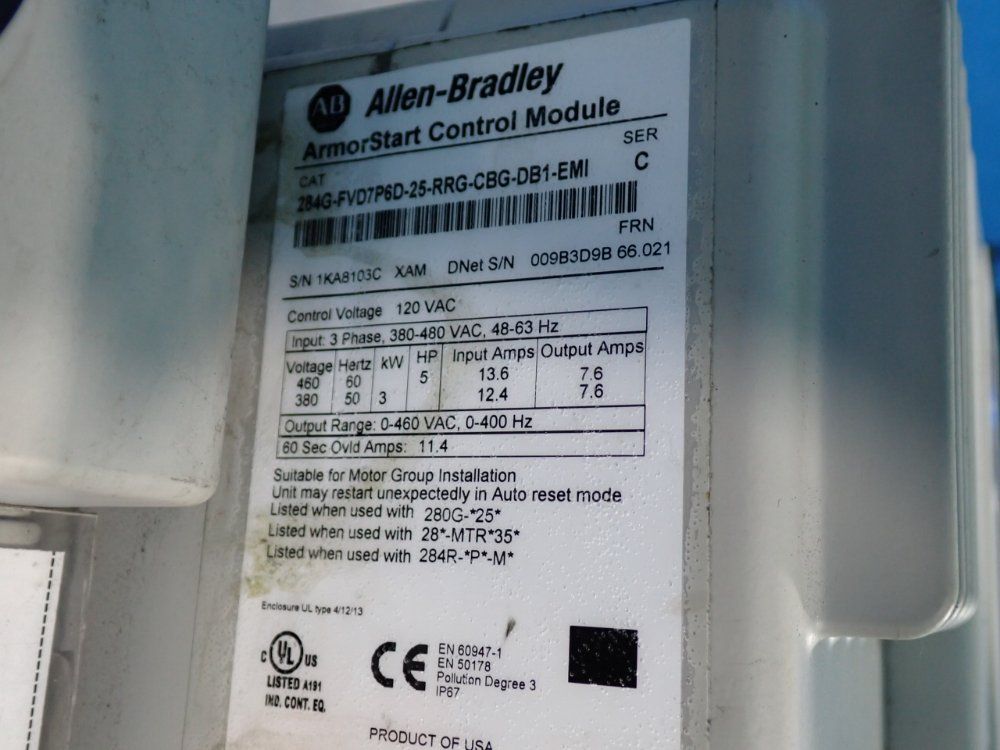 AB Allen-Bradley
ArmorStart Control Module
CAT SER
284G-FVD7P6D-25-RRG-CBG-DB1-EMI C
FRN
S/N 1KA8103C XAM DNet S/N 009B3D9B 66.021
Control Voltage 120 VAC
Input: 3 Phase, 380-480 VAC, 48-63 Hz
Voltage Hertz kW HP Input Amps Output Amps
460 60 5 13.6 7.6
380 50 3 12.4 7.6
Output Range: 0-460 VAC, 0-400 Hz
60 Sec Ovld Amps: 11.4
Suitable for Motor Group Installation
Unit may restart unexpectedly in Auto reset mode
Listed when used with 280G-*25*
Listed when used with 28*-MTR*35*
Listed when used with 284R-*P*-M*
Enclosure UL type 4/12/13
C UL US
LISTED A191
IND. CONT. EQ.
CE
EN 60947-1
EN 50178
Pollution Degree 3
IP67
PRODUCT OF USA